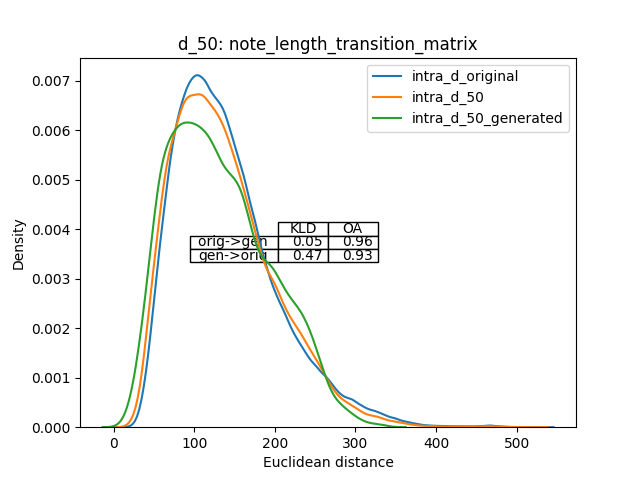 d_50: note_length_transition_matrix
intra_d_original
intra_d_50
intra_d_50_generated
0.007
0.006
0.005
0.004
0.003
0.002
0.001
0.000
Density
KLD OA
orig->gen 0.05 0.96
gen->orig 0.47 0.93
0 100 200 300 400 500
Euclidean distance